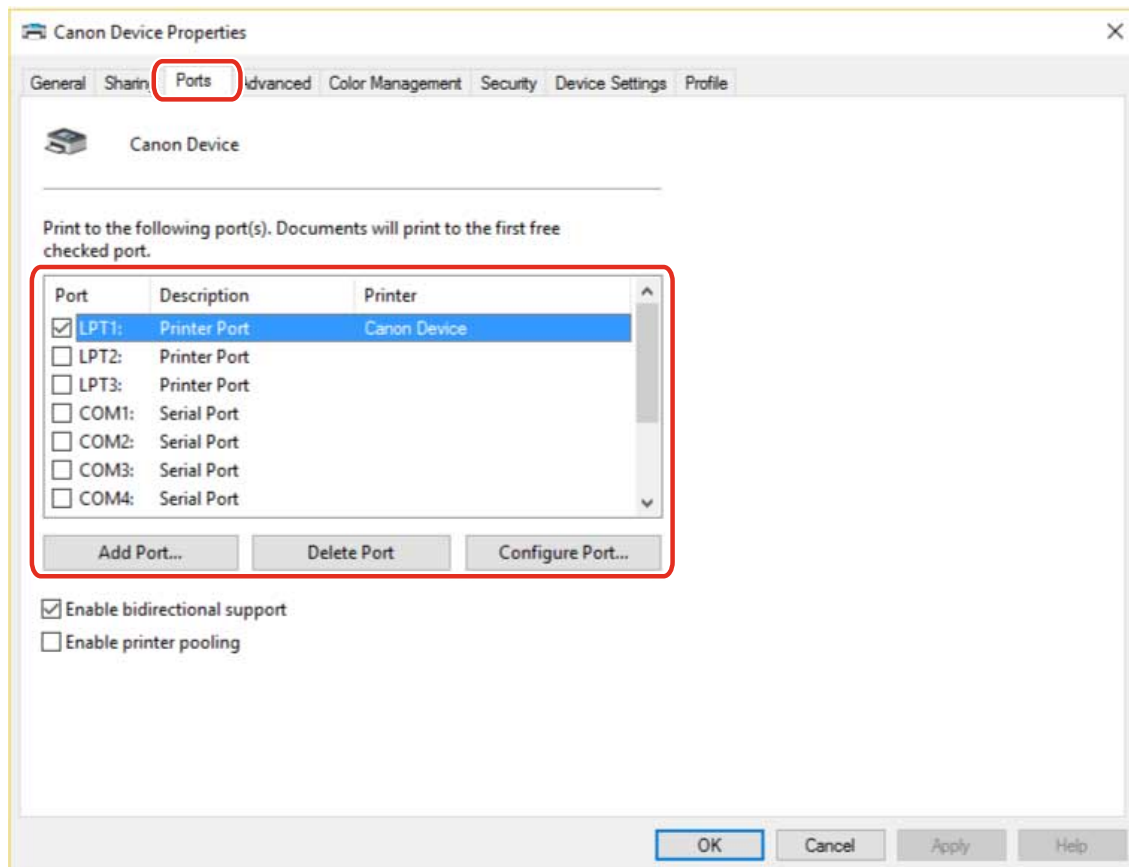 Canon Device Properties
General Sharin Ports dvanced Color Management Security Device Settings Profile
Canon Device
Print to the following port(s). Documents will print to the first free
checked port.
Port Description Printer
LPT1: Printer Port Canon Device
LPT2: Printer Port
LPT3: Printer Port
COM1: Serial Port
COM2: Serial Port
COM3: Serial Port
COM4: Serial Port
Add Port... Delete Port Configure Port...
Enable bidirectional support
Enable printer pooling
OK Cancel Apply Help